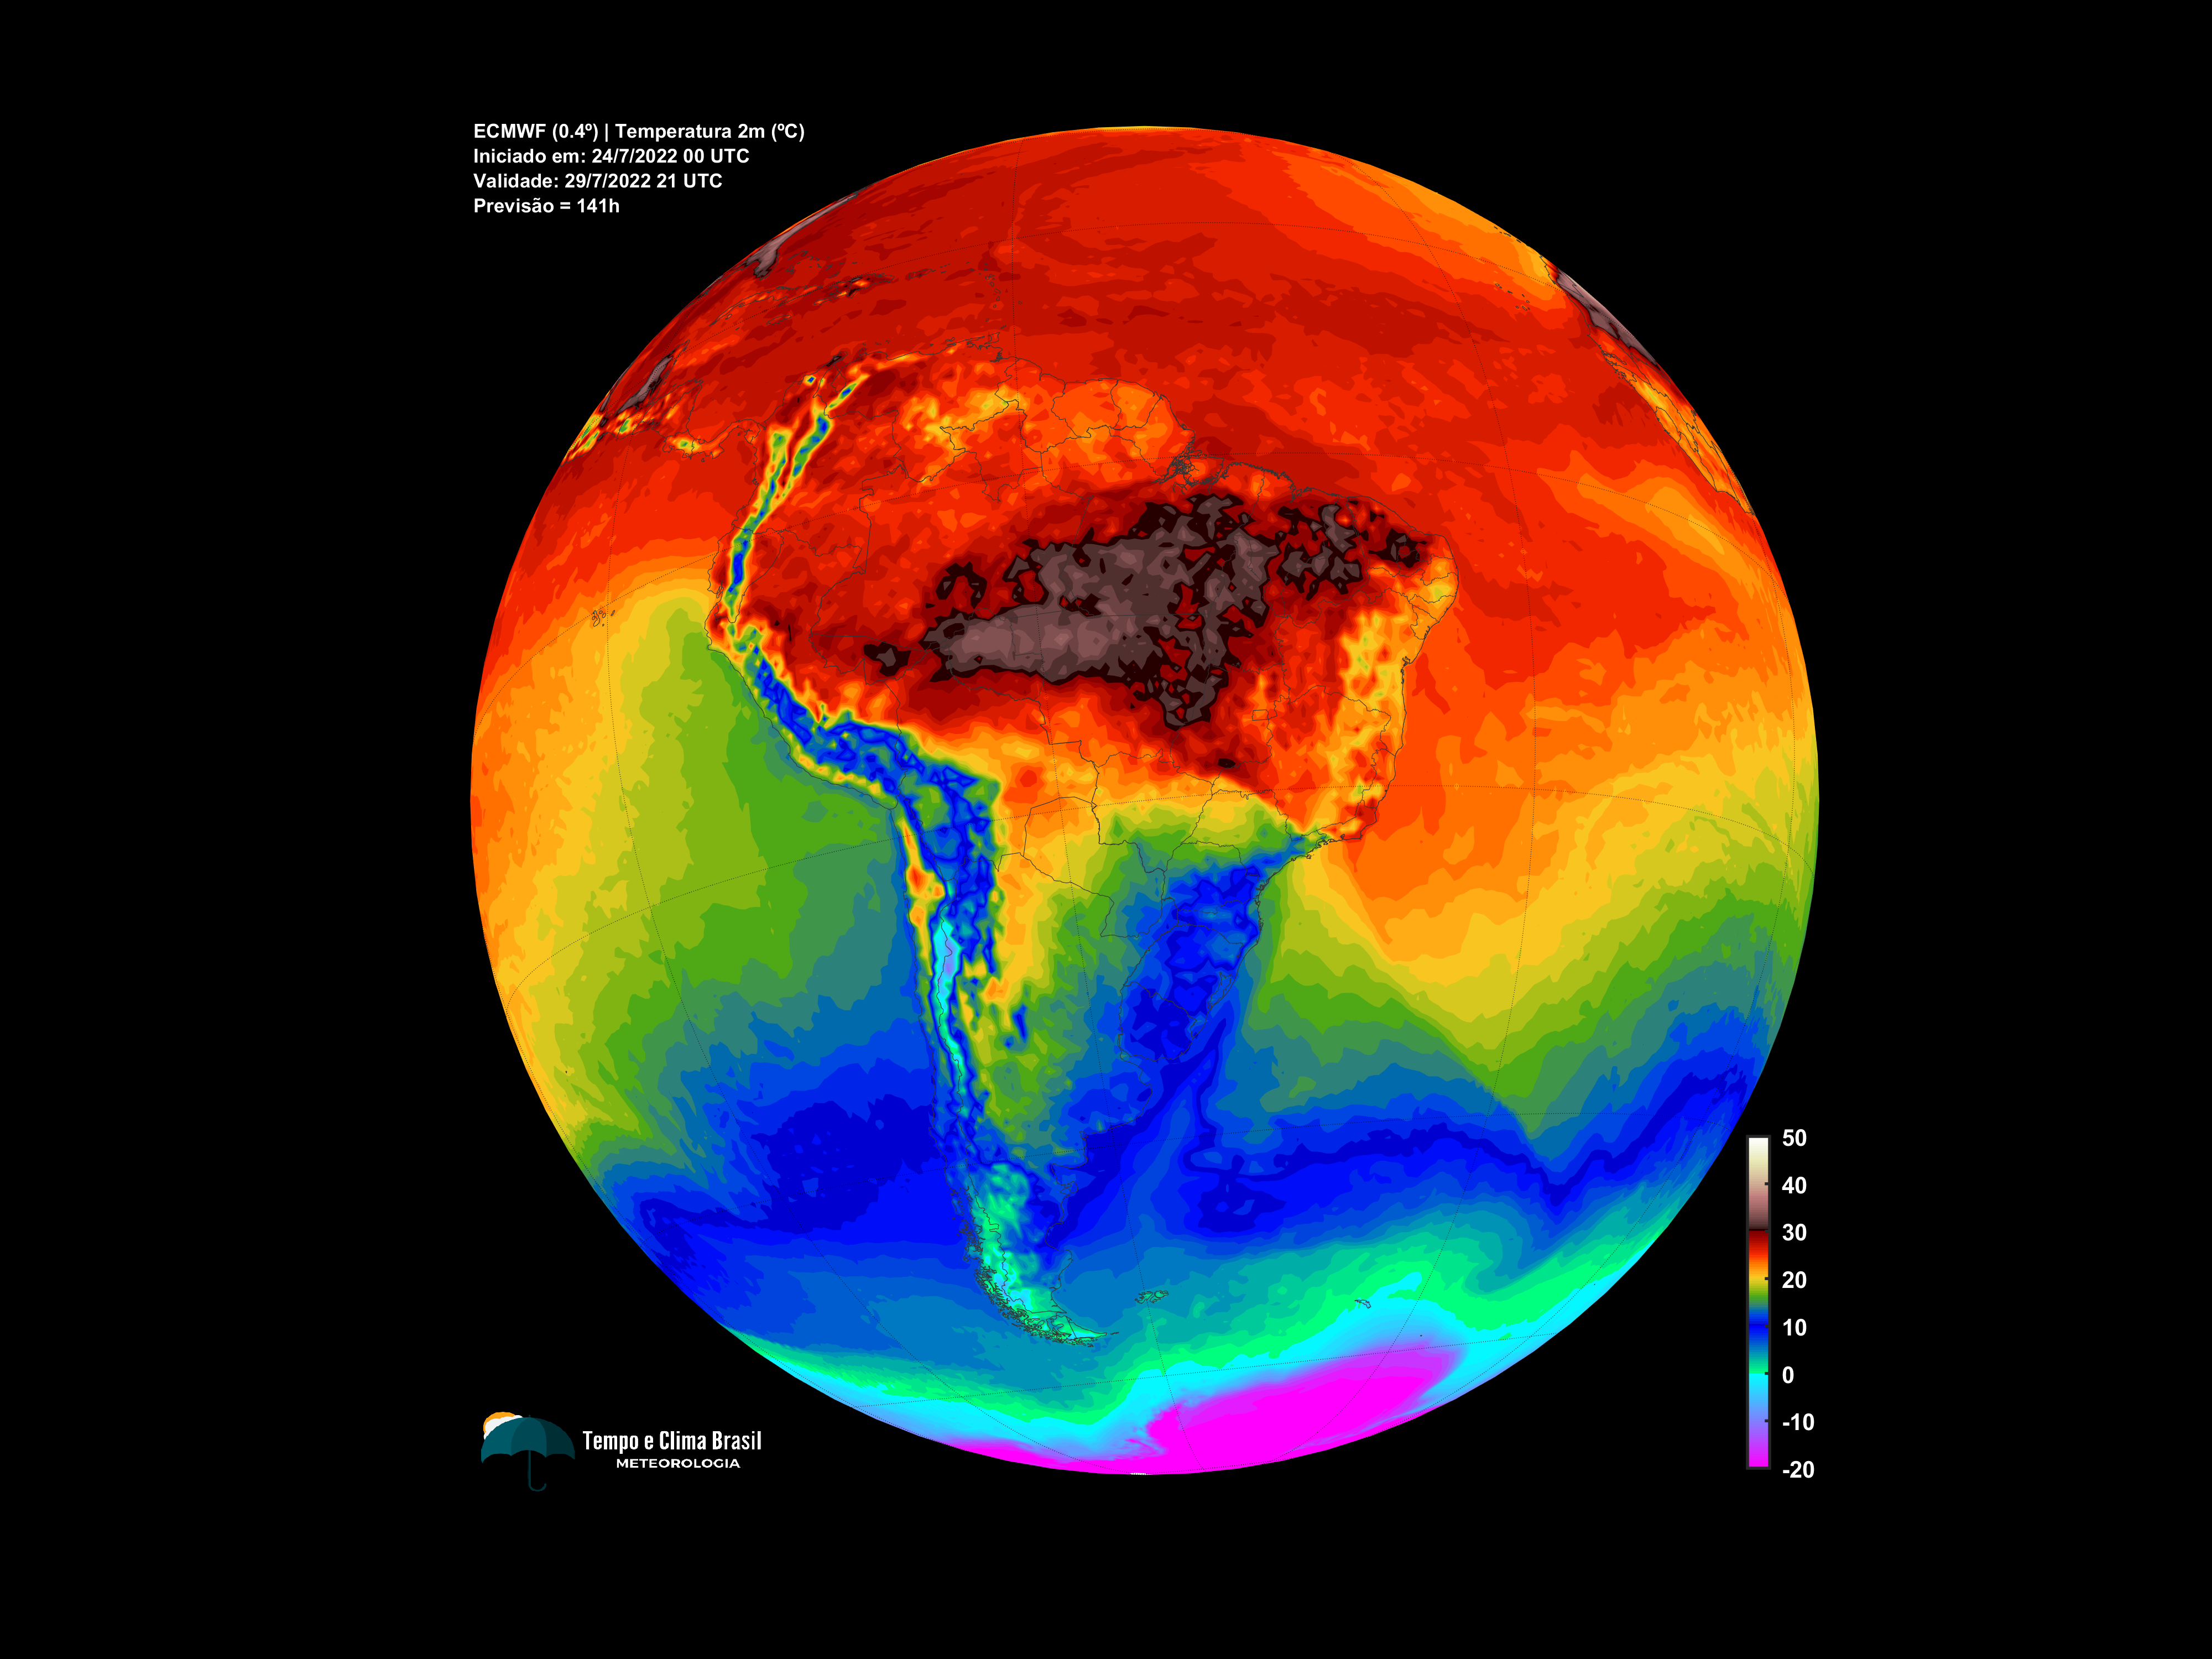 ECMWF (0.4º) | Temperatura 2m (ºC)
Iniciado em: 24/7/2022 00 UTC
Validade: 29/7/2022 21 UTC
Previsão = 141h
50
40
30
20
10
0
-10
-20
Tempo e Clima Brasil
METEOROLOGIA